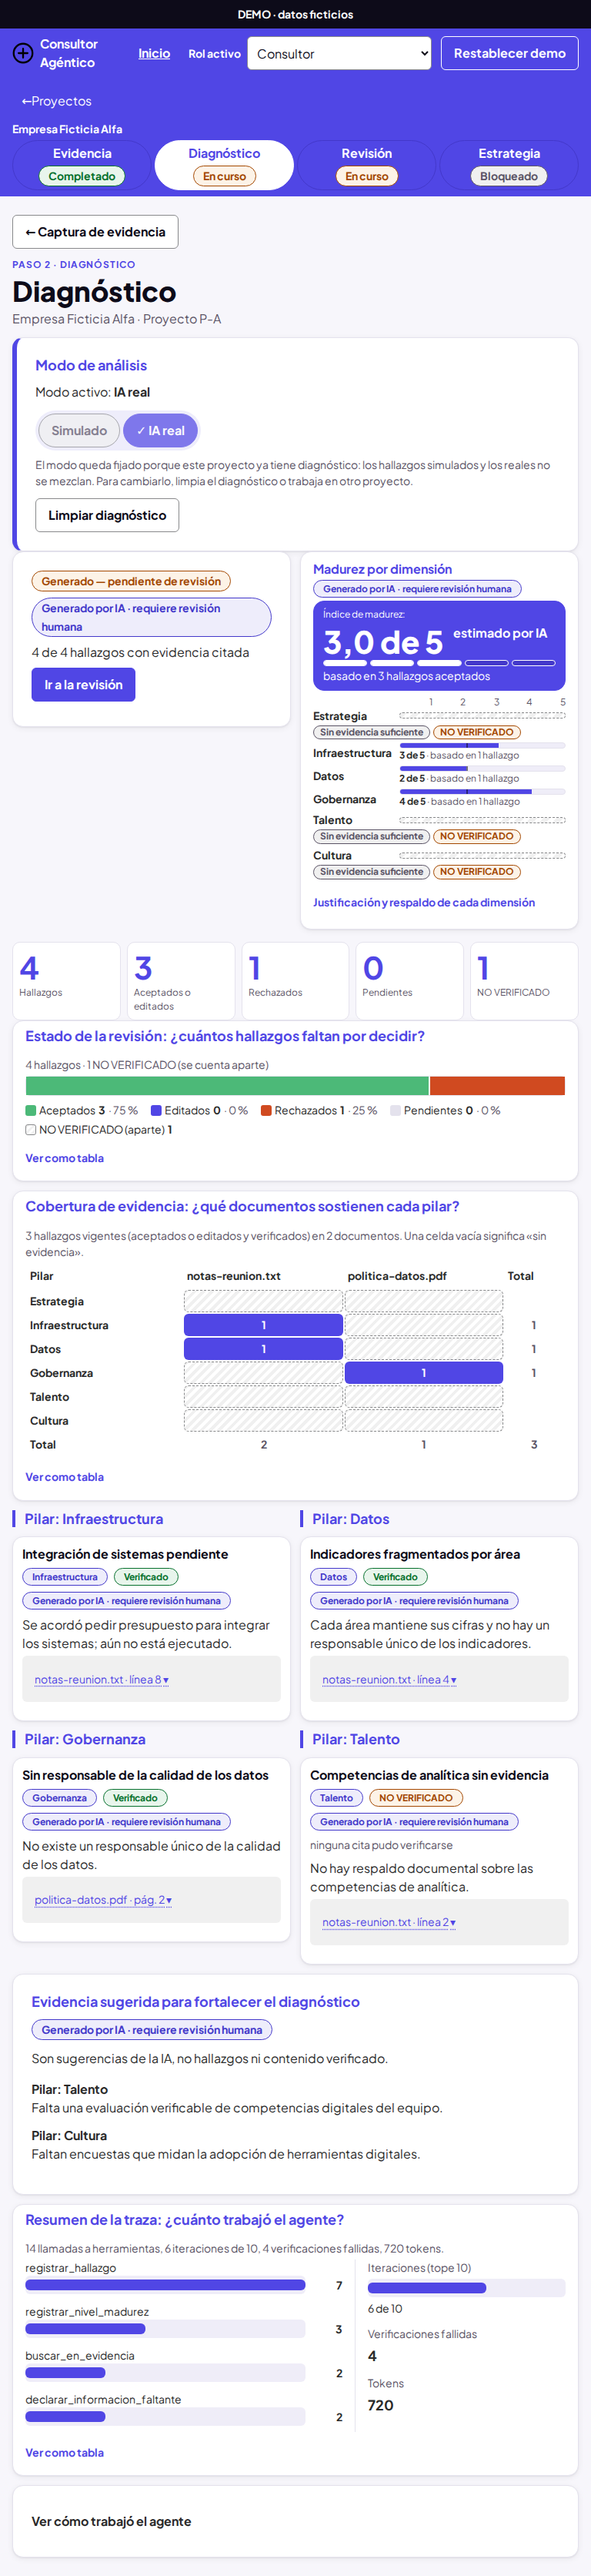 DEMO · datos ficticios
Consultor
Agéntico
Inicio
Rol activo
Consultor
Restablecer demo
←Proyectos
Empresa Ficticia Alfa
Evidencia
Completado
Diagnóstico
En curso
Revisión
En curso
Estrategia
Bloqueado
← Captura de evidencia
PASO 2 · DIAGNÓSTICO
Diagnóstico
Empresa Ficticia Alfa · Proyecto P-A
Modo de análisis
Modo activo: IA real
Simulado
✓ IA real
El modo queda fijado porque este proyecto ya tiene diagnóstico: los hallazgos simulados y los reales no
se mezclan. Para cambiarlo, limpia el diagnóstico o trabaja en otro proyecto.
Limpiar diagnóstico
Generado — pendiente de revisión
Generado por IA · requiere revisión
humana
4 de 4 hallazgos con evidencia citada
Ir a la revisión
Madurez por dimensión
Generado por IA · requiere revisión humana
Índice de madurez:
3,0 de 5 estimado por IA
basado en 3 hallazgos aceptados
1 2 3 4 5
Estrategia
Sin evidencia suficiente NO VERIFICADO
Infraestructura
3 de 5 · basado en 1 hallazgo
Datos
2 de 5 · basado en 1 hallazgo
Gobernanza
4 de 5 · basado en 1 hallazgo
Talento
Sin evidencia suficiente NO VERIFICADO
Cultura
Sin evidencia suficiente NO VERIFICADO
Justificación y respaldo de cada dimensión
4
Hallazgos
3
Aceptados o
editados
1
Rechazados
0
Pendientes
1
NO VERIFICADO
Estado de la revisión: ¿cuántos hallazgos faltan por decidir?
4 hallazgos · 1 NO VERIFICADO (se cuenta aparte)
Aceptados 3 · 75 % Editados 0 · 0 % Rechazados 1 · 25 % Pendientes 0 · 0 %
NO VERIFICADO (aparte) 1
Ver como tabla
Cobertura de evidencia: ¿qué documentos sostienen cada pilar?
3 hallazgos vigentes (aceptados o editados y verificados) en 2 documentos. Una celda vacía significa «sin
evidencia».
Pilar notas-reunion.txt politica-datos.pdf Total
Estrategia
Infraestructura 1 1
Datos 1 1
Gobernanza 1 1
Talento
Cultura
Total 2 1 3
Ver como tabla
Pilar: Infraestructura
Integración de sistemas pendiente
Infraestructura Verificado
Generado por IA · requiere revisión humana
Se acordó pedir presupuesto para integrar
los sistemas; aún no está ejecutado.
notas-reunion.txt · línea 8 ▾
Pilar: Datos
Indicadores fragmentados por área
Datos Verificado
Generado por IA · requiere revisión humana
Cada área mantiene sus cifras y no hay un
responsable único de los indicadores.
notas-reunion.txt · línea 4 ▾
Pilar: Gobernanza
Sin responsable de la calidad de los datos
Gobernanza Verificado
Generado por IA · requiere revisión humana
No existe un responsable único de la calidad
de los datos.
politica-datos.pdf · pág. 2 ▾
Pilar: Talento
Competencias de analítica sin evidencia
Talento NO VERIFICADO
Generado por IA · requiere revisión humana
ninguna cita pudo verificarse
No hay respaldo documental sobre las
competencias de analítica.
notas-reunion.txt · línea 2 ▾
Evidencia sugerida para fortalecer el diagnóstico
Generado por IA · requiere revisión humana
Son sugerencias de la IA, no hallazgos ni contenido verificado.
Pilar: Talento
Falta una evaluación verificable de competencias digitales del equipo.
Pilar: Cultura
Faltan encuestas que midan la adopción de herramientas digitales.
Resumen de la traza: ¿cuánto trabajó el agente?
14 llamadas a herramientas, 6 iteraciones de 10, 4 verificaciones fallidas, 720 tokens.
registrar_hallazgo
7
registrar_nivel_madurez
3
buscar_en_evidencia
2
declarar_informacion_faltante
2
Iteraciones (tope 10)
6 de 10
Verificaciones fallidas
4
Tokens
720
Ver como tabla
Ver cómo trabajó el agente